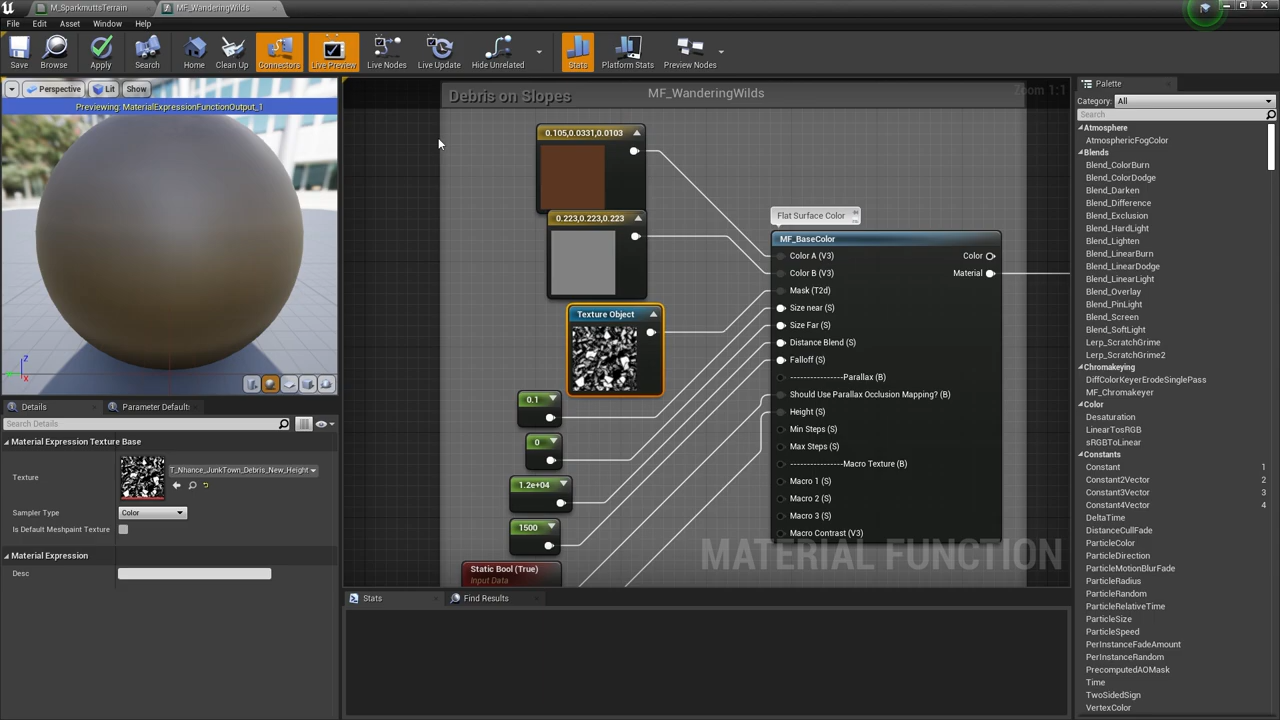 M_SparkmuttsTerrain
MF_WanderingWilds
File Edit Asset Window Help
Save Browse Apply Search Home Clean Up Connectors Live Preview Live Nodes Live Update Hide Unrelated Stats Platform Stats Preview Nodes
Perspective Lit Show
Previewing: MaterialExpressionFunctionOutput_1
Z
X
Details
Parameter Default:
Search Details
Material Expression Texture Base
Texture
T_Nhance_JunkTown_Debris_New_Height
Sampler Type
Color
Is Default Meshpaint Texture
Material Expression
Desc
Debris on Slopes
MF_WanderingWilds
Zoom 1:1
0.105,0.0331,0.0103
0.223,0.223,0.223
Texture Object
0.1
0
1.2e+04
1500
Static Bool (True)
Input Data
Flat Surface Color
MF_BaseColor
Color A (V3)
Color
Color B (V3)
Material
Mask (T2d)
Size near (S)
Size Far (S)
Distance Blend (S)
Falloff (S)
----------------Parallax (B)
Should Use Parallax Occlusion Mapping? (B)
Height (S)
Min Steps (S)
Max Steps (S)
----------------Macro Texture (B)
Macro 1 (S)
Macro 2 (S)
Macro 3 (S)
Macro Contrast (V3)
MATERIAL FUNCTION
Stats
Find Results
Palette
Category: All
Search
Atmosphere
AtmosphericFogColor
Blends
Blend_ColorBurn
Blend_ColorDodge
Blend_Darken
Blend_Difference
Blend_Exclusion
Blend_HardLight
Blend_Lighten
Blend_LinearBurn
Blend_LinearDodge
Blend_LinearLight
Blend_Overlay
Blend_PinLight
Blend_Screen
Blend_SoftLight
Lerp_ScratchGrime
Lerp_ScratchGrime2
Chromakeying
DiffColorKeyerErodeSinglePass
MF_Chromakeyer
Color
Desaturation
LinearTosRGB
sRGBToLinear
Constants
Constant 1
Constant2Vector 2
Constant3Vector 3
Constant4Vector 4
DeltaTime
DistanceCullFade
ParticleColor
ParticleDirection
ParticleMotionBlurFade
ParticleRadius
ParticleRandom
ParticleRelativeTime
ParticleSize
ParticleSpeed
PerInstanceFadeAmount
PerInstanceRandom
PrecomputedAOMask
Time
TwoSidedSign
VertexColor